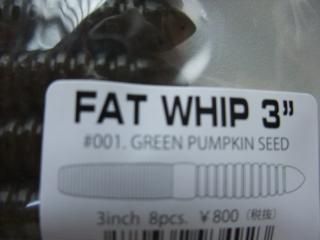 FAT WHIP 3”
#001. GREEN PUMPKIN SEED
3inch 8pcs. ￥800（税抜）